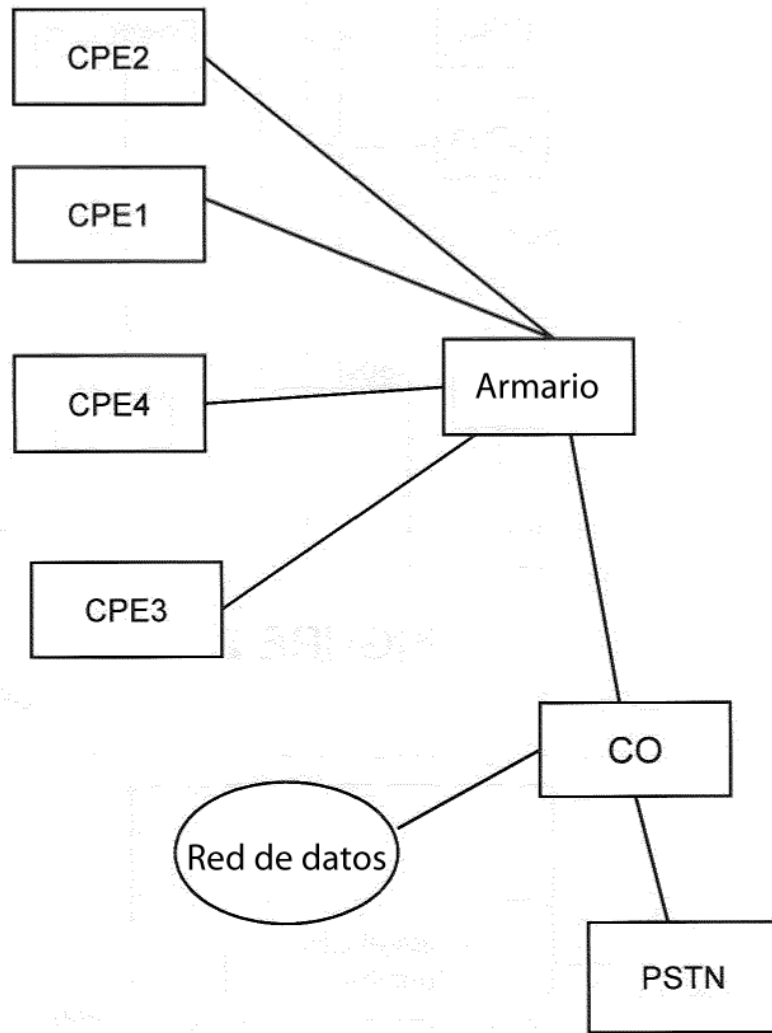 CPE2
CPE1
Armario
CPE4
CPE3
CO
Red de datos
PSTN